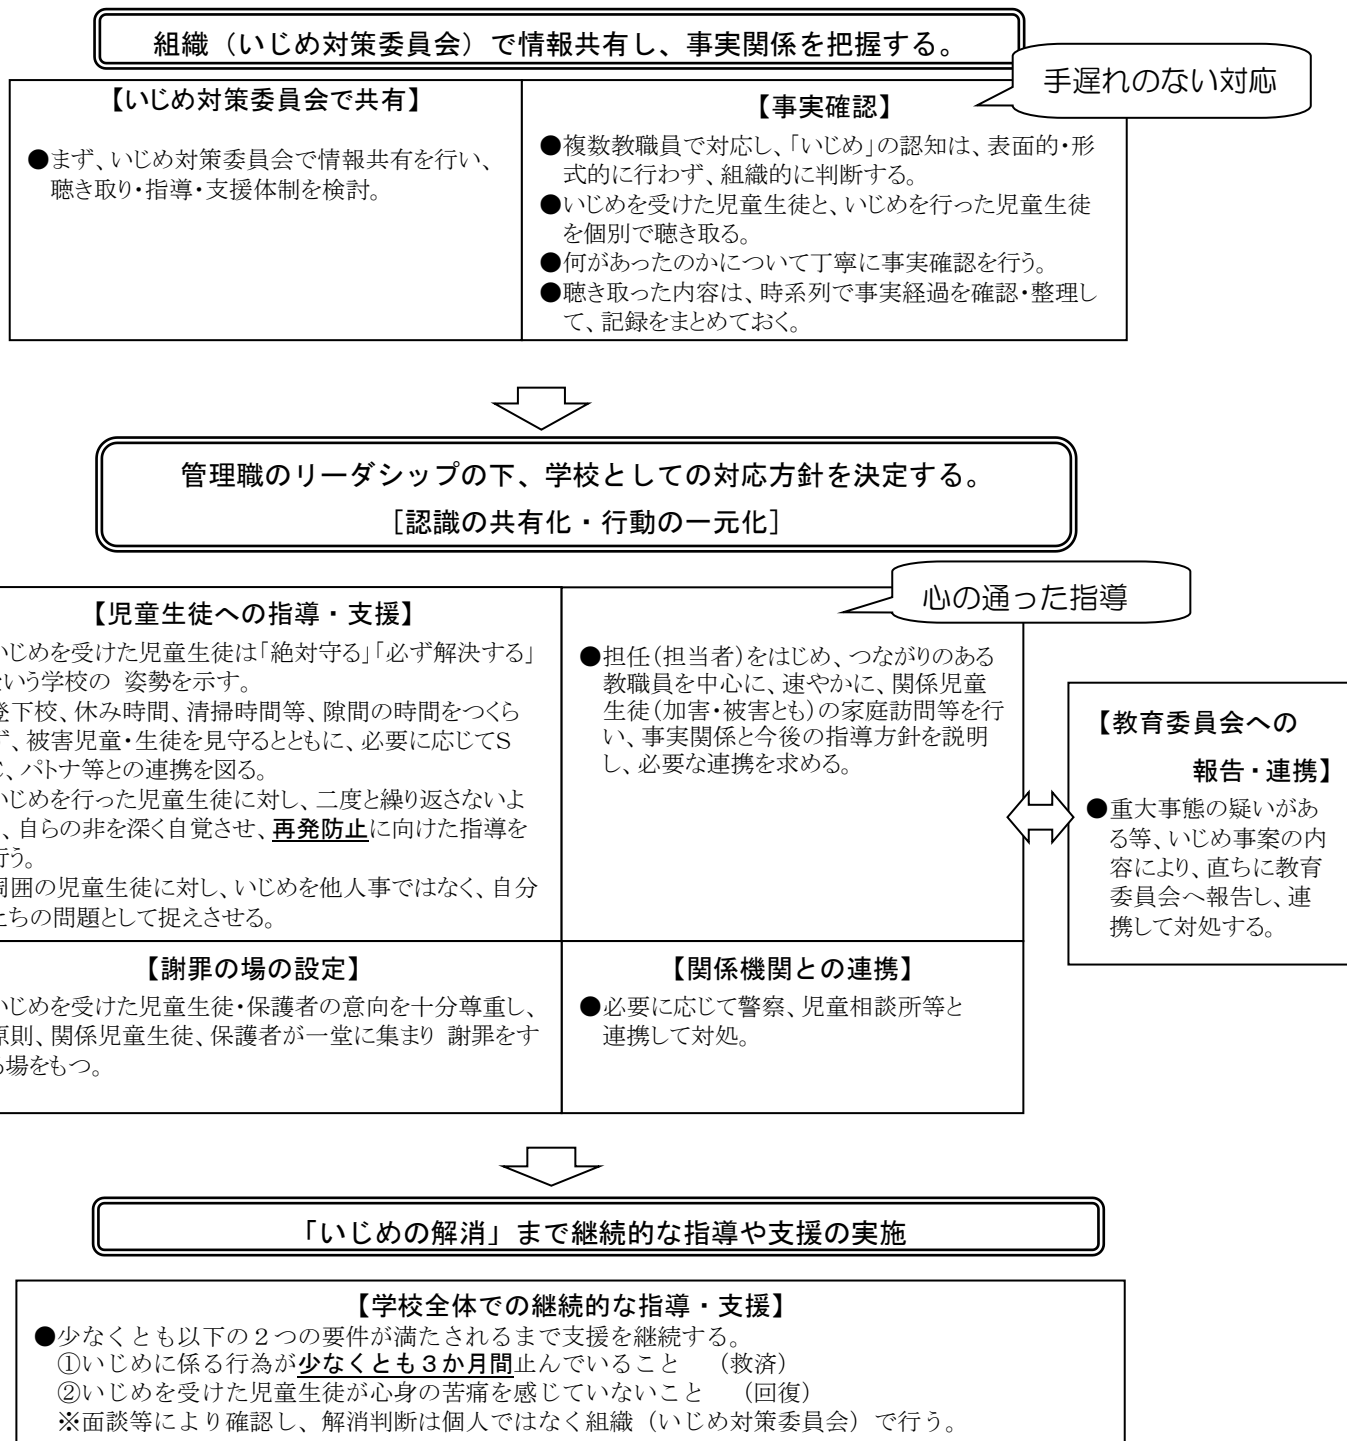 組織（いじめ対策委員会）で情報共有し、事実関係を把握する。
手遅れのない対応
【いじめ対策委員会で共有】
●まず、いじめ対策委員会で情報共有を行い、
聴き取り・指導・支援体制を検討。
【事実確認】
●複数教職員で対応し、「いじめ」の認知は、表面的・形
式的に行わず、組織的に判断する。
●いじめを受けた児童生徒と、いじめを行った児童生徒
を個別で聴き取る。
●何があったのかについて丁寧に事実確認を行う。
●聴き取った内容は、時系列で事実経過を確認・整理し
て、記録をまとめておく。
管理職のリーダシップの下、学校としての対応方針を決定する。
［認識の共有化・行動の一元化］
心の通った指導
【児童生徒への指導・支援】
いじめを受けた児童生徒は「絶対守る」「必ず解決する」
という学校の 姿勢を示す。
登下校、休み時間、清掃時間等、隙間の時間をつくら
ず、被害児童・生徒を見守るとともに、必要に応じてS
、パトナ等との連携を図る。
いじめを行った児童生徒に対し、二度と繰り返さないよ
、自らの非を深く自覚させ、再発防止に向けた指導を
行う。
周囲の児童生徒に対し、いじめを他人事ではなく、自分
たちの問題として捉えさせる。
●担任（担当者）をはじめ、つながりのある
教職員を中心に、速やかに、関係児童
生徒（加害・被害とも）の家庭訪問等を行
い、事実関係と今後の指導方針を説明
し、必要な連携を求める。
【教育委員会への
報告・連携】
●重大事態の疑いがあ
る等、いじめ事案の内
容により、直ちに教育
委員会へ報告し、連
携して対処する。
【謝罪の場の設定】
いじめを受けた児童生徒・保護者の意向を十分尊重し、
原則、関係児童生徒、保護者が一堂に集まり 謝罪をす
る場をもつ。
【関係機関との連携】
●必要に応じて警察、児童相談所等と
連携して対処。
「いじめの解消」まで継続的な指導や支援の実施
【学校全体での継続的な指導・支援】
●少なくとも以下の２つの要件が満たされるまで支援を継続する。
①いじめに係る行為が少なくとも３か月間止んでいること （救済）
②いじめを受けた児童生徒が心身の苦痛を感じていないこと （回復）
※面談等により確認し、解消判断は個人ではなく組織（いじめ対策委員会）で行う。